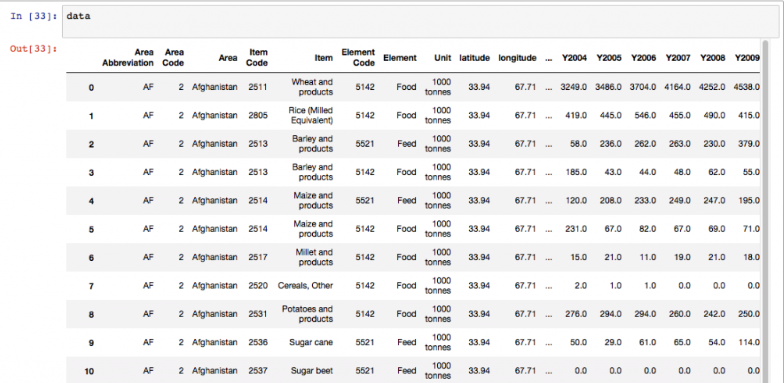 In [33]: data
Out[33]:
Area Abbreviation Area Code Area Item Code Item Element Code Element Unit latitude longitude ... Y2004 Y2005 Y2006 Y2007 Y2008 Y2009
0 AF 2 Afghanistan 2511 Wheat and products 5142 Food 1000 tonnes 33.94 67.71 ... 3249.0 3486.0 3704.0 4164.0 4252.0 4538.0
1 AF 2 Afghanistan 2805 Rice (Milled Equivalent) 5142 Food 1000 tonnes 33.94 67.71 ... 419.0 445.0 546.0 455.0 490.0 415.0
2 AF 2 Afghanistan 2513 Barley and products 5521 Feed 1000 tonnes 33.94 67.71 ... 58.0 236.0 262.0 263.0 230.0 379.0
3 AF 2 Afghanistan 2513 Barley and products 5142 Food 1000 tonnes 33.94 67.71 ... 185.0 43.0 44.0 48.0 62.0 55.0
4 AF 2 Afghanistan 2514 Maize and products 5521 Feed 1000 tonnes 33.94 67.71 ... 120.0 208.0 233.0 249.0 247.0 195.0
5 AF 2 Afghanistan 2514 Maize and products 5142 Food 1000 tonnes 33.94 67.71 ... 231.0 67.0 82.0 67.0 69.0 71.0
6 AF 2 Afghanistan 2517 Millet and products 5142 Food 1000 tonnes 33.94 67.71 ... 15.0 21.0 11.0 19.0 21.0 18.0
7 AF 2 Afghanistan 2520 Cereals, Other 5142 Food 1000 tonnes 33.94 67.71 ... 2.0 1.0 1.0 0.0 0.0 0.0
8 AF 2 Afghanistan 2531 Potatoes and products 5142 Food 1000 tonnes 33.94 67.71 ... 276.0 294.0 294.0 260.0 242.0 250.0
9 AF 2 Afghanistan 2536 Sugar cane 5521 Feed 1000 tonnes 33.94 67.71 ... 50.0 29.0 61.0 65.0 54.0 114.0
10 AF 2 Afghanistan 2537 Sugar beet 5521 Feed 1000 tonnes 33.94 67.71 ... 0.0 0.0 0.0 0.0 0.0 0.0